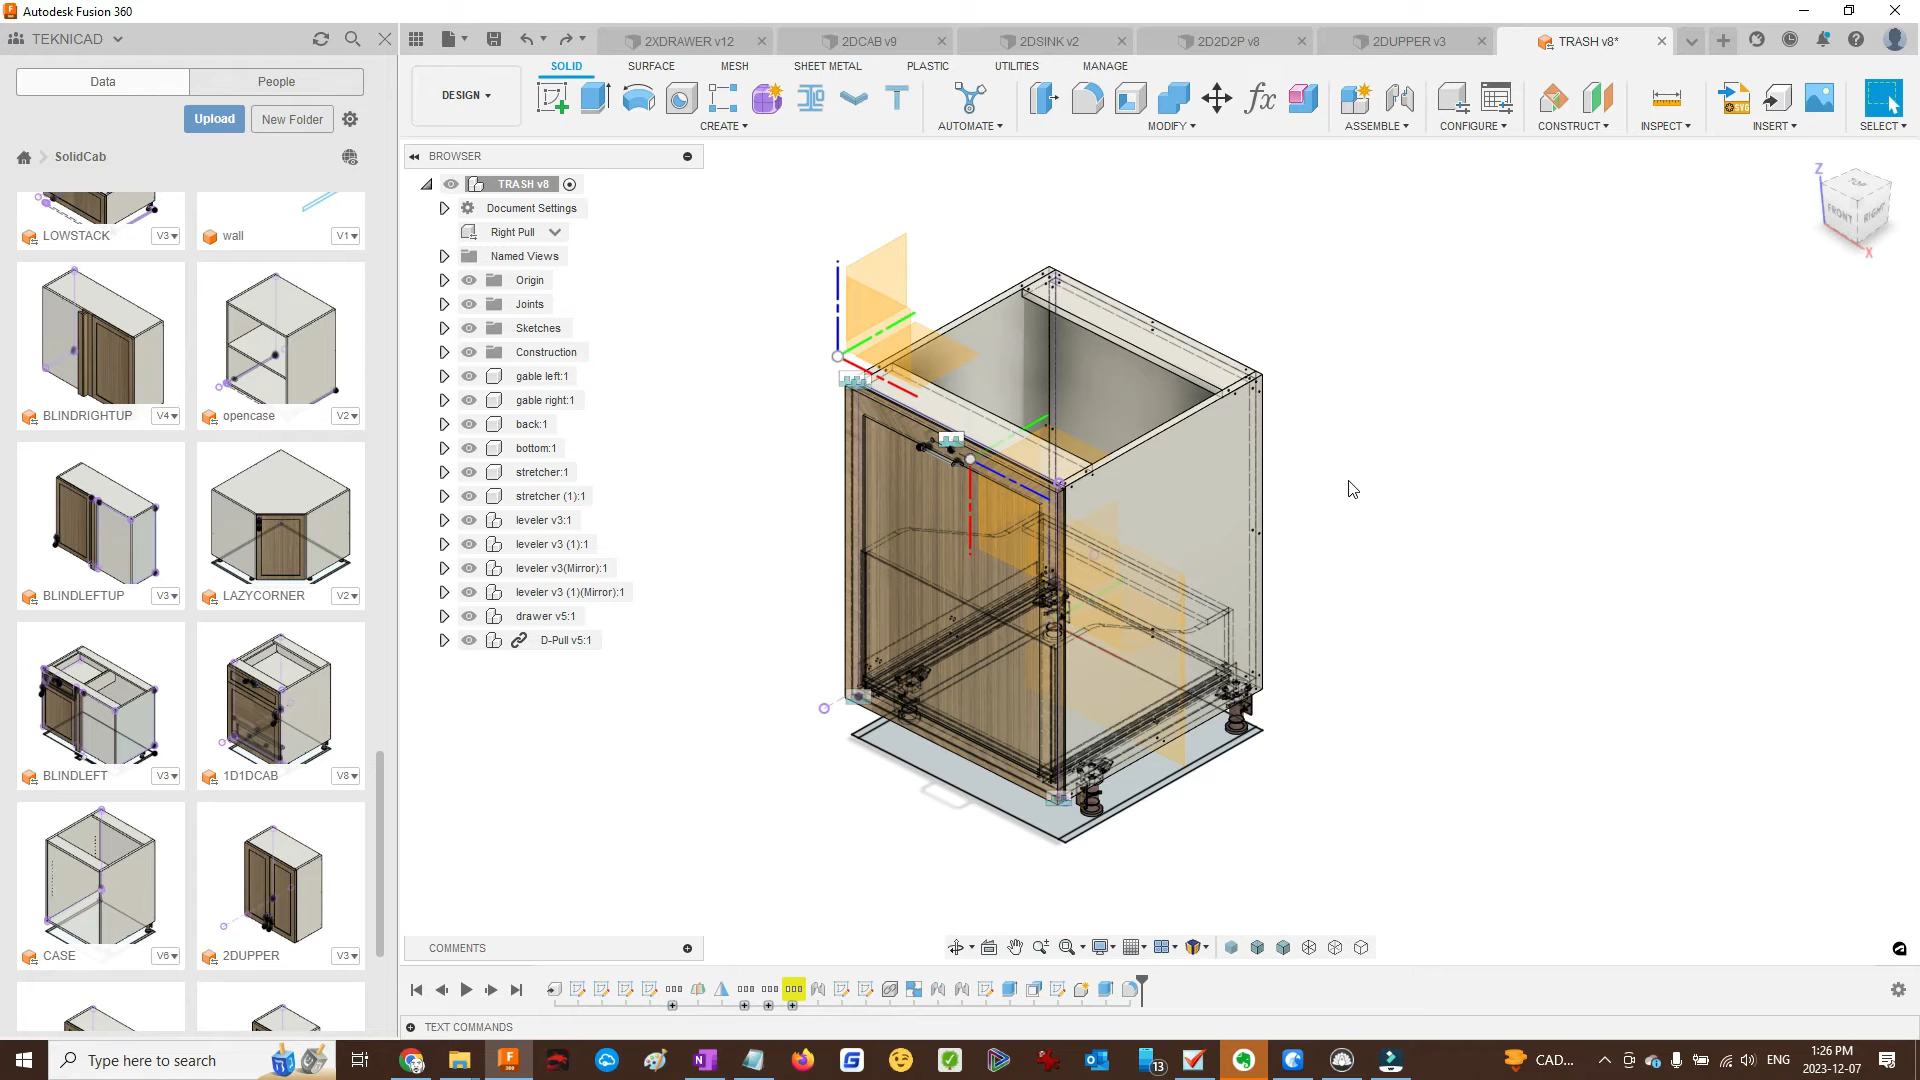 Autodesk Fusion 360
TEKNICAD
2XDRAWER v12
2DCAB v9
2DSINK v2
2D2D2P v8
2DUPPER v3
TRASH v8*
Data
People
SOLID
SURFACE
MESH
SHEET METAL
PLASTIC
UTILITIES
MANAGE
Upload
New Folder
DESIGN
CREATE
AUTOMATE
MODIFY
ASSEMBLE
CONFIGURE
CONSTRUCT
INSPECT
INSERT
SELECT
SolidCab
BROWSER
TRASH v8
Document Settings
Right Pull
Named Views
Origin
Joints
Sketches
Construction
gable left:1
gable right:1
back:1
bottom:1
stretcher:1
stretcher (1):1
leveler v3:1
leveler v3 (1):1
leveler v3(Mirror):1
leveler v3 (1)(Mirror):1
drawer v5:1
D-Pull v5:1
LOWSTACK V3
wall V1
BLINDRIGHTUP V4
opencase V2
BLINDLEFTUP V3
LAZYCORNER V2
BLINDLEFT V3
1D1DCAB V8
CASE V6
2DUPPER V3
Z
TOP
FRONT
RIGHT
X
COMMENTS
TEXT COMMANDS
Type here to search
13
CAD...
ENG
1:26 PM
2023-12-07